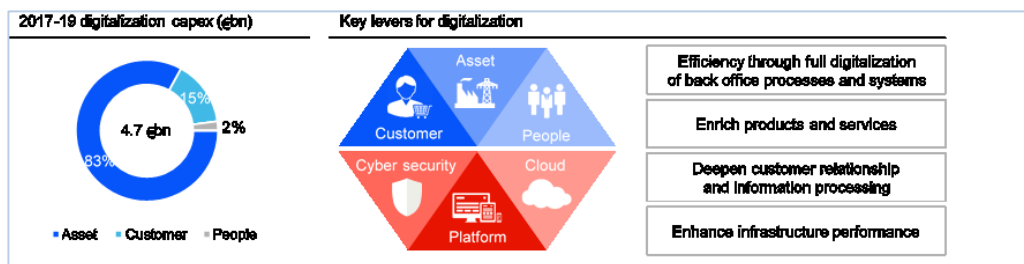 2017-19 digitalization capex (€bn)
Key levers for digitalization
15%
4.7 €bn
2%
83%
Asset
Customer
People
Asset
Customer
People
Cyber security
Cloud
Platform
Efficiency through full digitalization
of back office processes and systems
Enrich products and services
Deepen customer relationship
and information processing
Enhance infrastructure performance